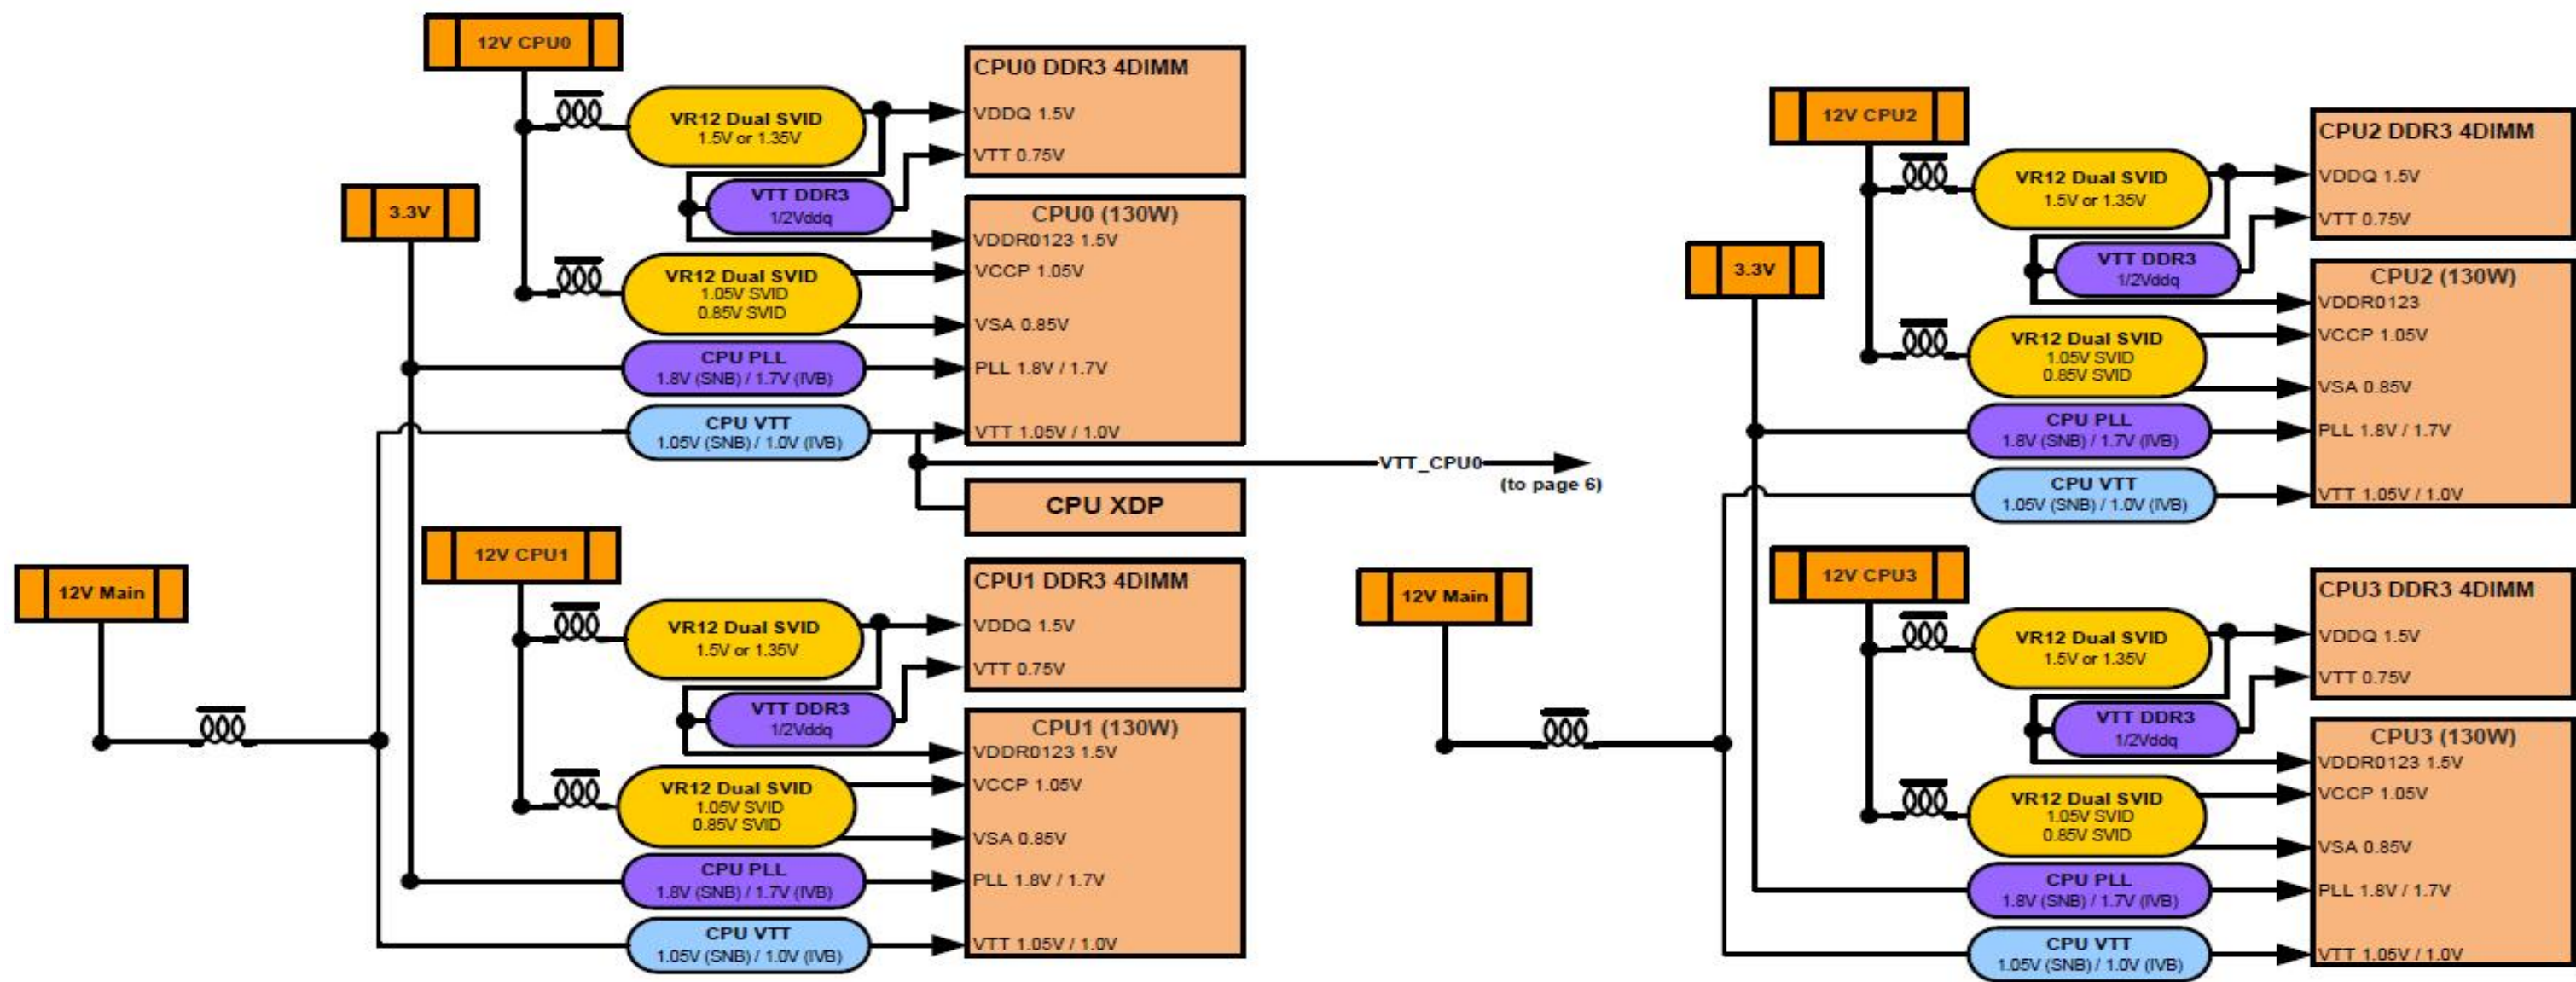 12V CPU0
CPU0 DDR3 4DIMM
VR12 Dual SVID
1.5V or 1.35V
VDDQ 1.5V
VTT 0.75V
VTT DDR3
1/2Vddq
3.3V
CPU0 (130W)
VDDR0123 1.5V
VR12 Dual SVID
1.05V SVID
0.85V SVID
VCCP 1.05V
VSA 0.85V
CPU PLL
1.8V (SNB) / 1.7V (IVB)
PLL 1.8V / 1.7V
CPU VTT
1.05V (SNB) / 1.0V (IVB)
VTT 1.05V / 1.0V
VTT_CPU0
(to page 6)
CPU XDP
12V CPU1
12V Main
CPU1 DDR3 4DIMM
VR12 Dual SVID
1.5V or 1.35V
VDDQ 1.5V
VTT 0.75V
VTT DDR3
1/2Vddq
CPU1 (130W)
VDDR0123 1.5V
VR12 Dual SVID
1.05V SVID
0.85V SVID
VCCP 1.05V
VSA 0.85V
CPU PLL
1.8V (SNB) / 1.7V (IVB)
PLL 1.8V / 1.7V
CPU VTT
1.05V (SNB) / 1.0V (IVB)
VTT 1.05V / 1.0V
12V CPU2
CPU2 DDR3 4DIMM
VR12 Dual SVID
1.5V or 1.35V
VDDQ 1.5V
VTT 0.75V
VTT DDR3
1/2Vddq
3.3V
CPU2 (130W)
VDDR0123
VR12 Dual SVID
1.05V SVID
0.85V SVID
VCCP 1.05V
VSA 0.85V
CPU PLL
1.8V (SNB) / 1.7V (IVB)
PLL 1.8V / 1.7V
CPU VTT
1.05V (SNB) / 1.0V (IVB)
VTT 1.05V / 1.0V
12V CPU3
12V Main
CPU3 DDR3 4DIMM
VR12 Dual SVID
1.5V or 1.35V
VDDQ 1.5V
VTT 0.75V
VTT DDR3
1/2Vddq
CPU3 (130W)
VDDR0123 1.5V
VR12 Dual SVID
1.05V SVID
0.85V SVID
VCCP 1.05V
VSA 0.85V
CPU PLL
1.8V (SNB) / 1.7V (IVB)
PLL 1.8V / 1.7V
CPU VTT
1.05V (SNB) / 1.0V (IVB)
VTT 1.05V / 1.0V